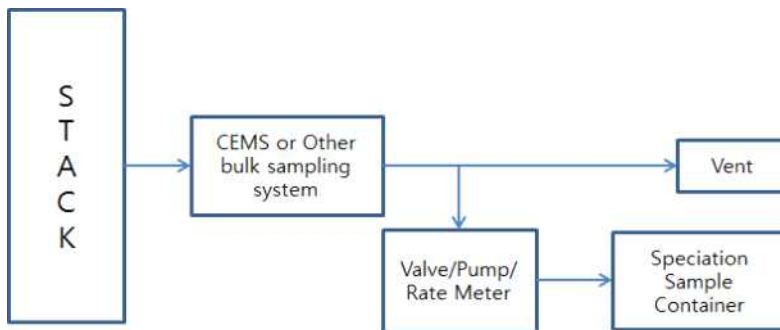 S
T
A
C
K
CEMS or Other
bulk sampling
system
Vent
Valve/Pump/
Rate Meter
Speciation
Sample
Container